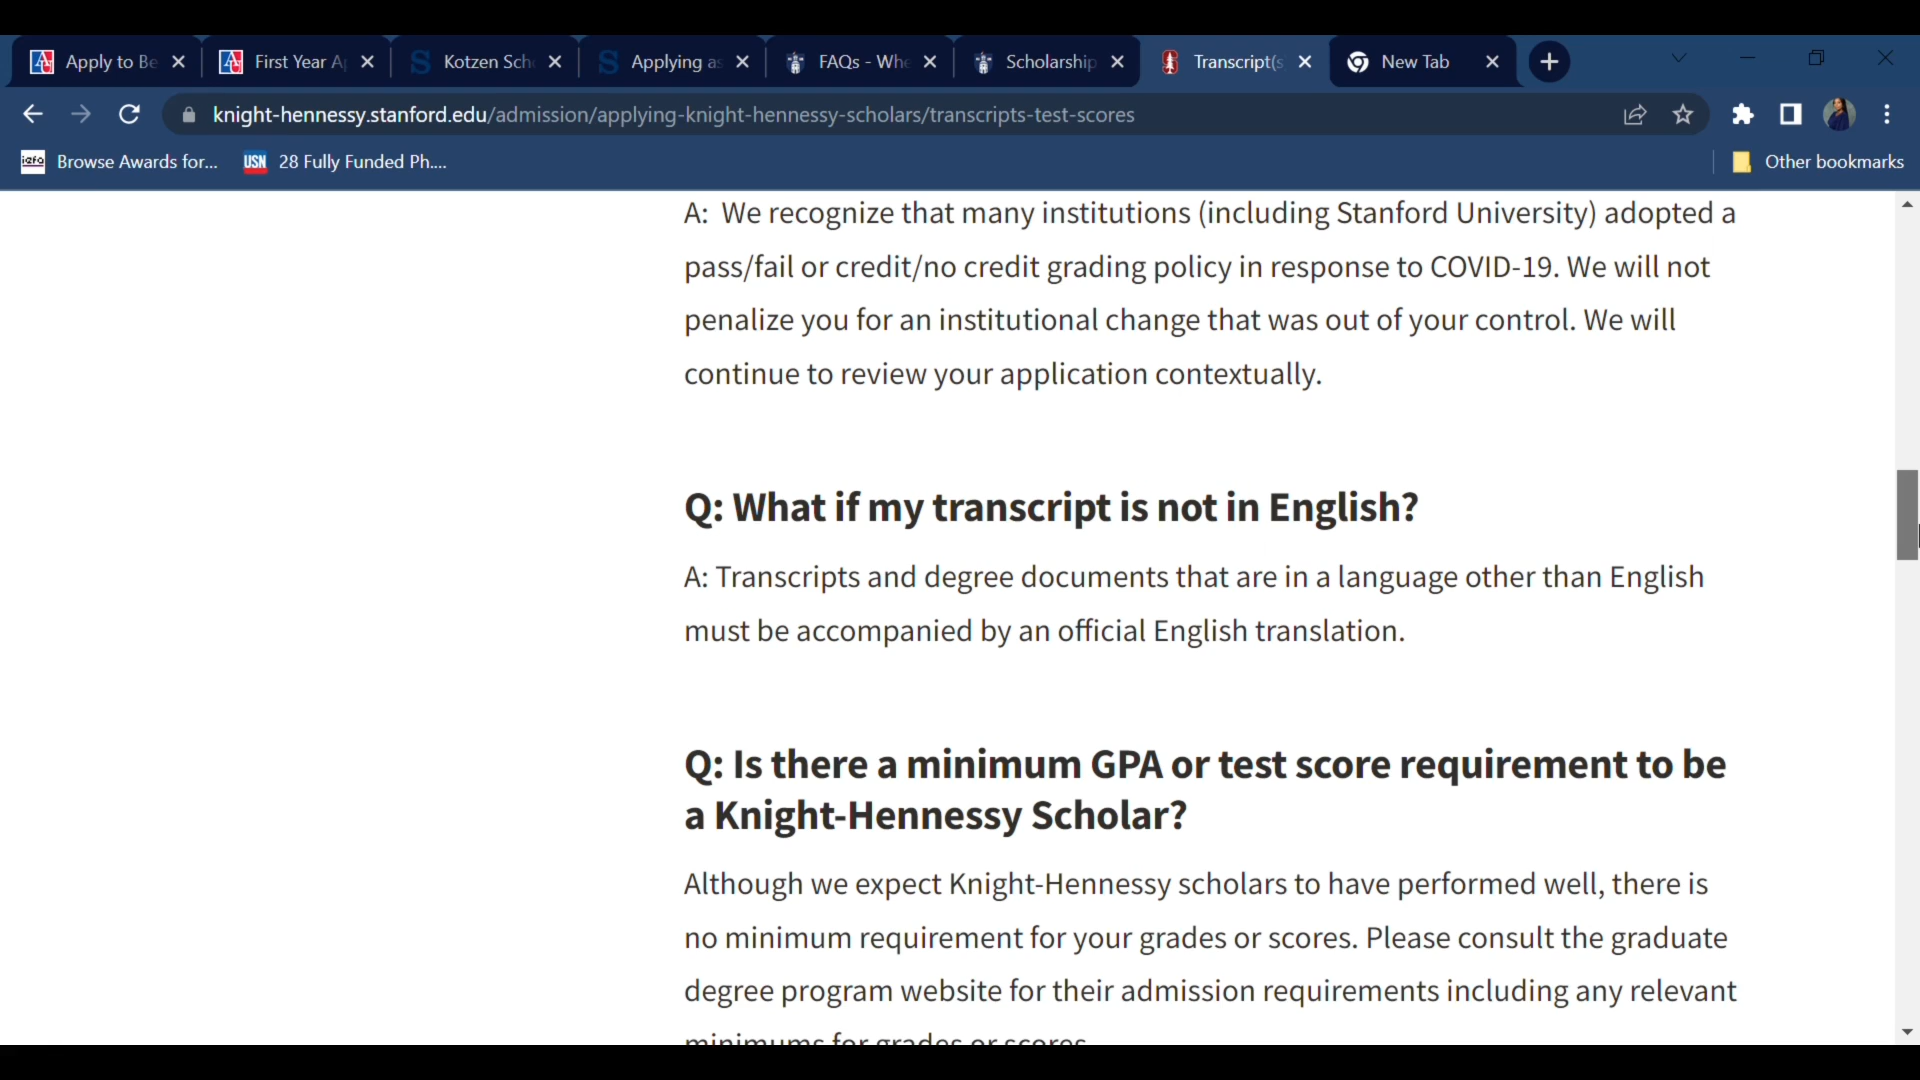 Apply to Be
First Year A
Kotzen Sch
Applying as
FAQs - Whe
Scholarship
Transcript(s
New Tab
knight-hennessy.stanford.edu/admission/applying-knight-hennessy-scholars/transcripts-test-scores
iefa Browse Awards for...
USN 28 Fully Funded Ph....
Other bookmarks
A: We recognize that many institutions (including Stanford University) adopted a
pass/fail or credit/no credit grading policy in response to COVID-19. We will not
penalize you for an institutional change that was out of your control. We will
continue to review your application contextually.
Q: What if my transcript is not in English?
A: Transcripts and degree documents that are in a language other than English
must be accompanied by an official English translation.
Q: Is there a minimum GPA or test score requirement to be
a Knight-Hennessy Scholar?
Although we expect Knight-Hennessy scholars to have performed well, there is
no minimum requirement for your grades or scores. Please consult the graduate
degree program website for their admission requirements including any relevant
minimums for grades or scores.